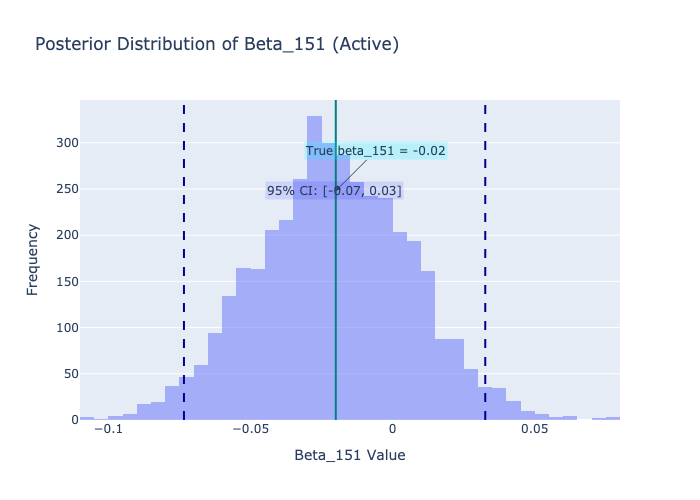 Posterior Distribution of Beta_151 (Active)
300
250
200
150
100
50
0
Frequency
True beta_151 = -0.02
95% CI: [-0.07, 0.03]
−0.1
−0.05
0
0.05
Beta_151 Value